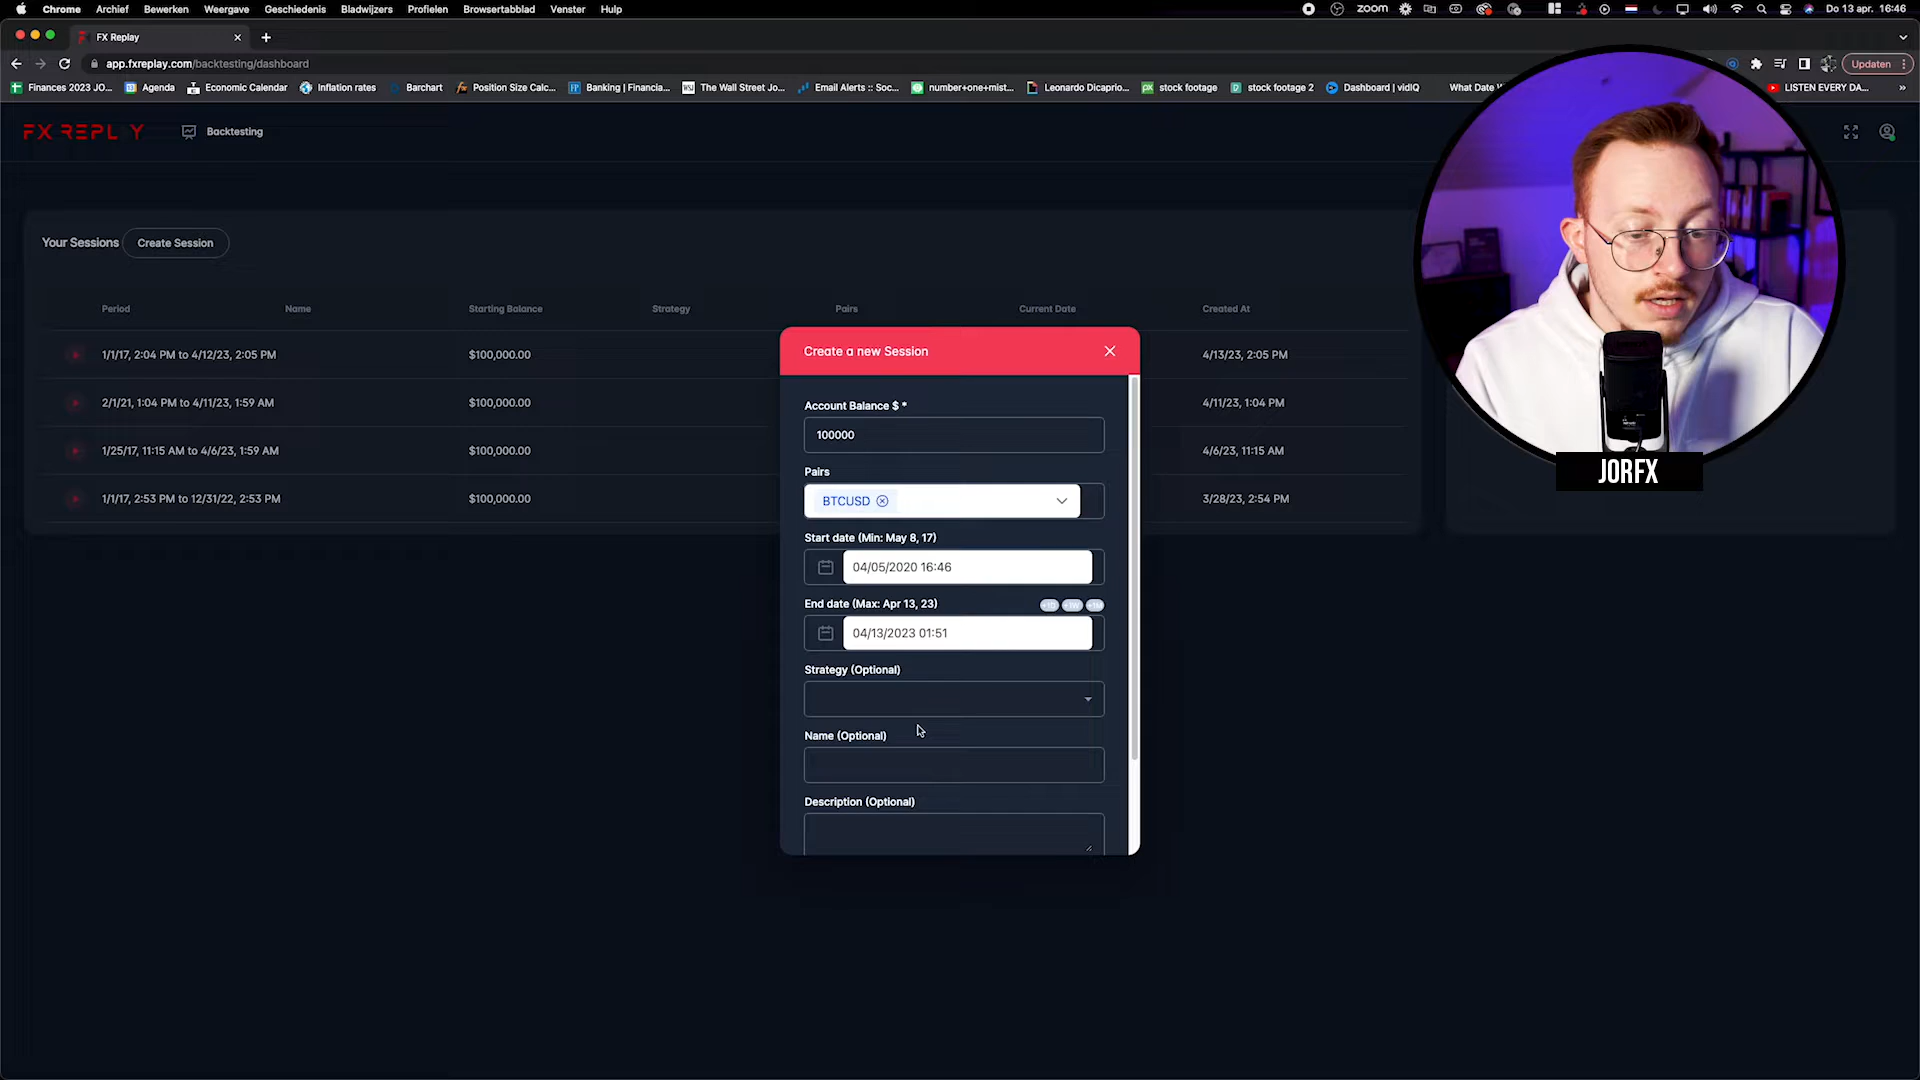 Chrome Archief Bewerken Weergave Geschiedenis Bladwijzers Profielen Browsertabblad Venster Help zoom Do 13 apr. 16:46
FX Replay
app.fxreplay.com/backtesting/dashboard Updaten
Finances 2023 JO... Agenda Economic Calendar Inflation rates Barchart Position Size Calc... Banking | Financia... The Wall Street Jo... Email Alerts :: Soc... number+one+mist... Leonardo Dicaprio... stock footage stock footage 2 Dashboard | vidIQ What Date LISTEN EVERY DA... »
FX REPLAY Backtesting
Your Sessions Create Session
Period Name Starting Balance Strategy Pairs Current Date Created At
1/1/17, 2:04 PM to 4/12/23, 2:05 PM $100,000.00 4/13/23, 2:05 PM
2/1/21, 1:04 PM to 4/11/23, 1:59 AM $100,000.00 4/11/23, 1:04 PM
1/25/17, 11:15 AM to 4/6/23, 1:59 AM $100,000.00 4/6/23, 11:15 AM
1/1/17, 2:53 PM to 12/31/22, 2:53 PM $100,000.00 3/28/23, 2:54 PM
Create a new Session
Account Balance $ *
100000
Pairs
BTCUSD
Start date (Min: May 8, 17)
04/05/2020 16:46
End date (Max: Apr 13, 23)
04/13/2023 01:51
Strategy (Optional)
Name (Optional)
Description (Optional)
JORFX